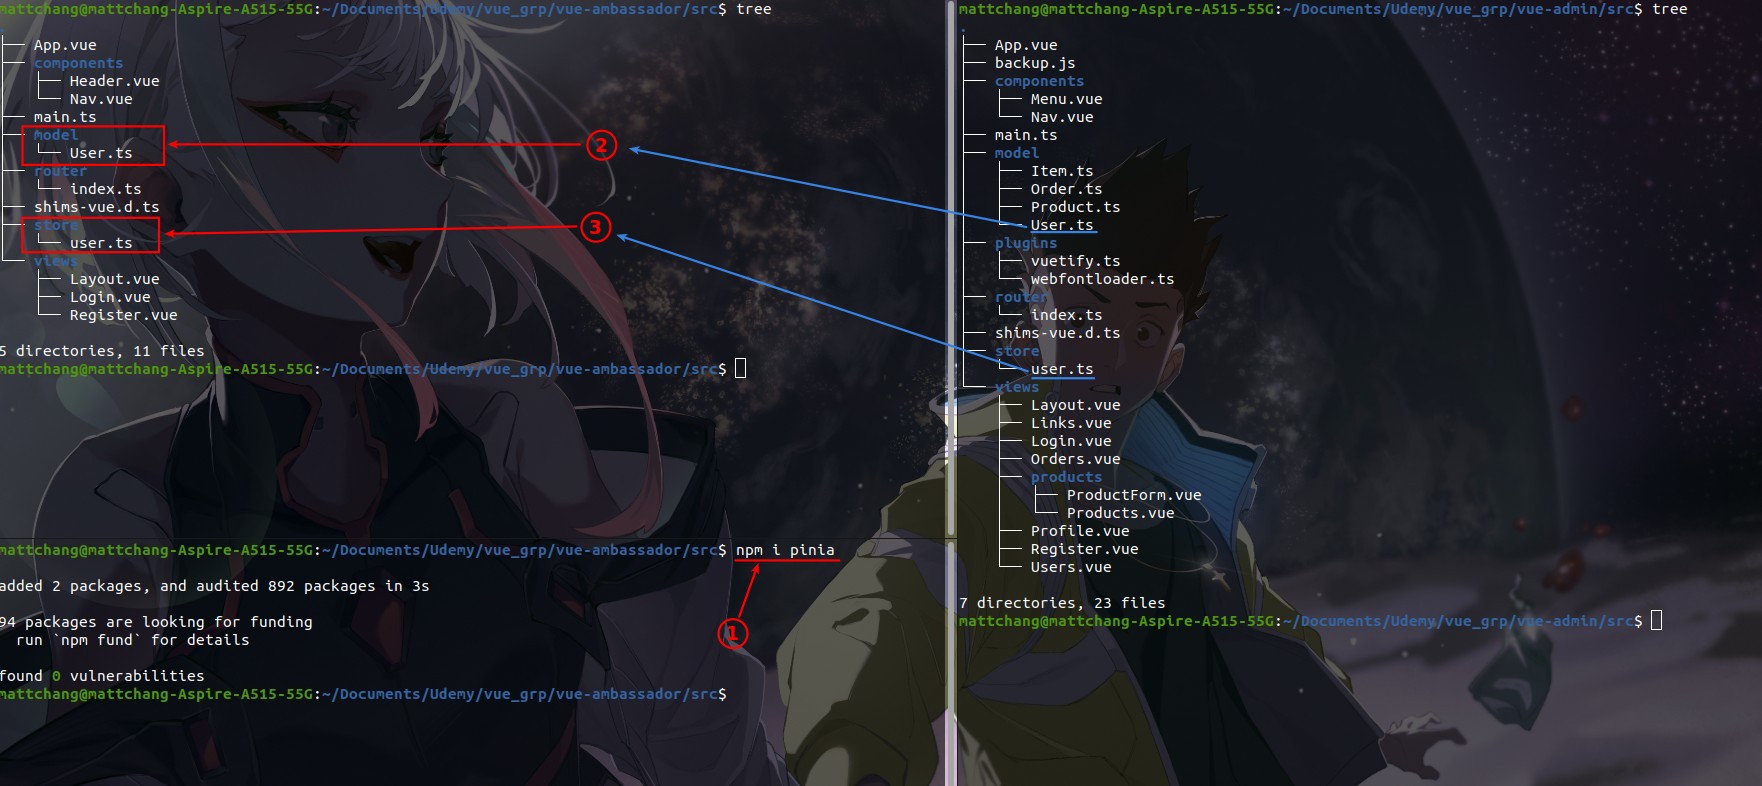 mattchang@mattchang-Aspire-A515-55G:~/Documents/Udemy/vue_grp/vue-ambassador/src$ tree
.
├── App.vue
├── components
│   ├── Header.vue
│   └── Nav.vue
├── main.ts
├── model
│   └── User.ts
├── router
│   └── index.ts
├── shims-vue.d.ts
├── store
│   └── user.ts
└── views
    ├── Layout.vue
    ├── Login.vue
    └── Register.vue
5 directories, 11 files
mattchang@mattchang-Aspire-A515-55G:~/Documents/Udemy/vue_grp/vue-ambassador/src$
2
3
mattchang@mattchang-Aspire-A515-55G:~/Documents/Udemy/vue_grp/vue-ambassador/src$ npm i pinia
added 2 packages, and audited 892 packages in 3s
94 packages are looking for funding
  run `npm fund` for details
1
found 0 vulnerabilities
mattchang@mattchang-Aspire-A515-55G:~/Documents/Udemy/vue_grp/vue-ambassador/src$
mattchang@mattchang-Aspire-A515-55G:~/Documents/Udemy/vue_grp/vue-admin/src$ tree
.
├── App.vue
├── backup.js
├── components
│   ├── Menu.vue
│   └── Nav.vue
├── main.ts
├── model
│   ├── Item.ts
│   ├── Order.ts
│   ├── Product.ts
│   └── User.ts
├── plugins
│   ├── vuetify.ts
│   └── webfontloader.ts
├── router
│   └── index.ts
├── shims-vue.d.ts
├── store
│   └── user.ts
└── views
    ├── Layout.vue
    ├── Links.vue
    ├── Login.vue
    ├── Orders.vue
    ├── products
    │   ├── ProductForm.vue
    │   └── Products.vue
    ├── Profile.vue
    ├── Register.vue
    └── Users.vue
7 directories, 23 files
mattchang@mattchang-Aspire-A515-55G:~/Documents/Udemy/vue_grp/vue-admin/src$